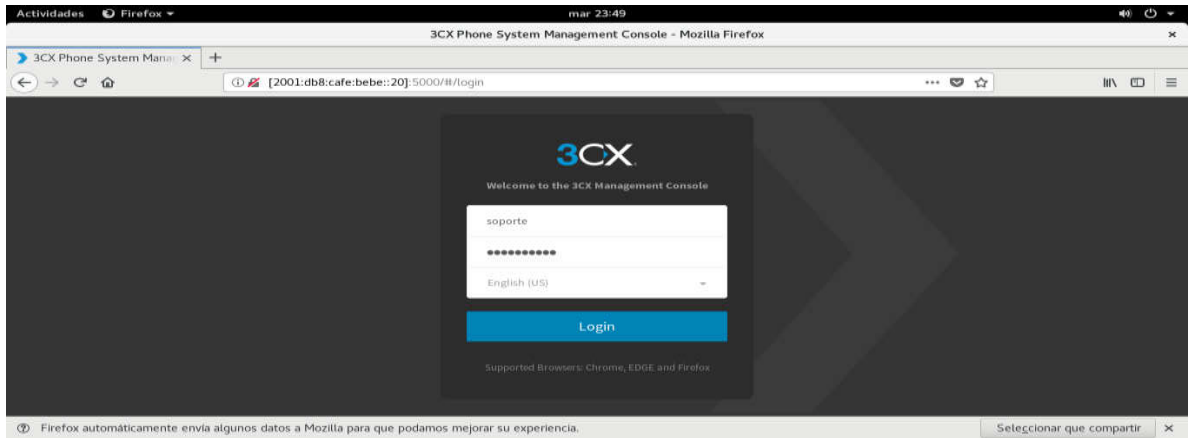 Actividades Firefox mar 23:49
3CX Phone System Management Console - Mozilla Firefox
3CX Phone System Mana
[2001:db8:cafe:bebe::20]:5000/#/login
3CX
Welcome to the 3CX Management Console
soporte
English (US)
Login
Supported Browsers: Chrome, EDGE and Firefox
Firefox automáticamente envía algunos datos a Mozilla para que podamos mejorar su experiencia. Seleccionar que compartir